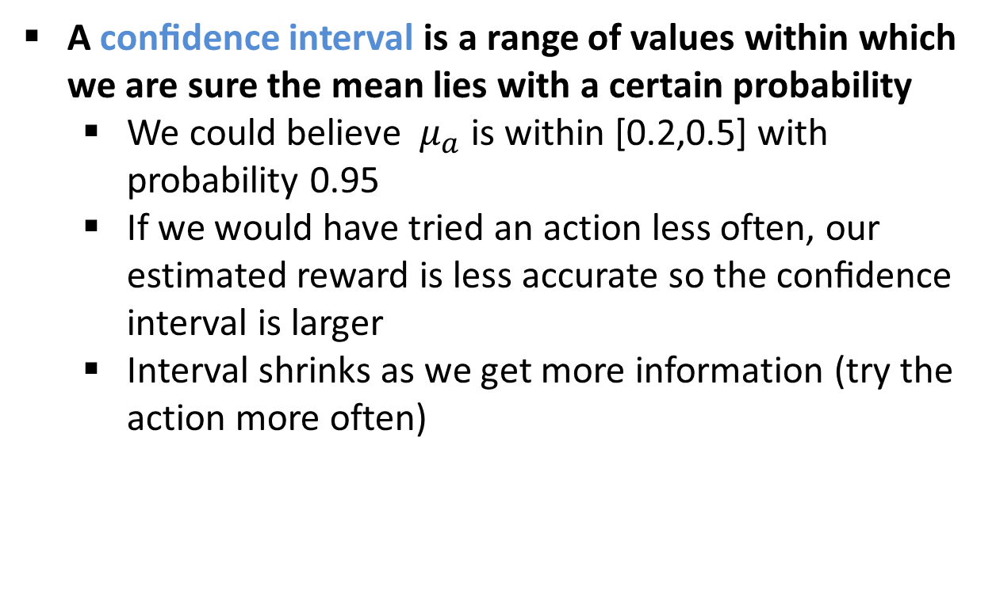 ▪ A confidence interval is a range of values within which
we are sure the mean lies with a certain probability
▪ We could believe μₐ is within [0.2,0.5] with
probability 0.95
▪ If we would have tried an action less often, our
estimated reward is less accurate so the confidence
interval is larger
▪ Interval shrinks as we get more information (try the
action more often)